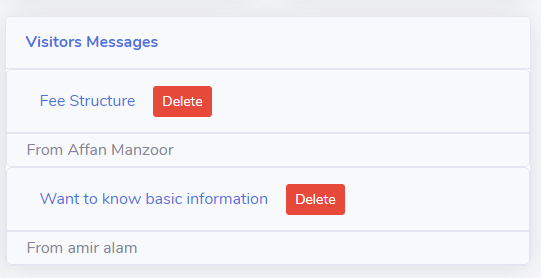 Visitors Messages
Fee Structure Delete
From Affan Manzoor
Want to know basic information Delete
From amir alam